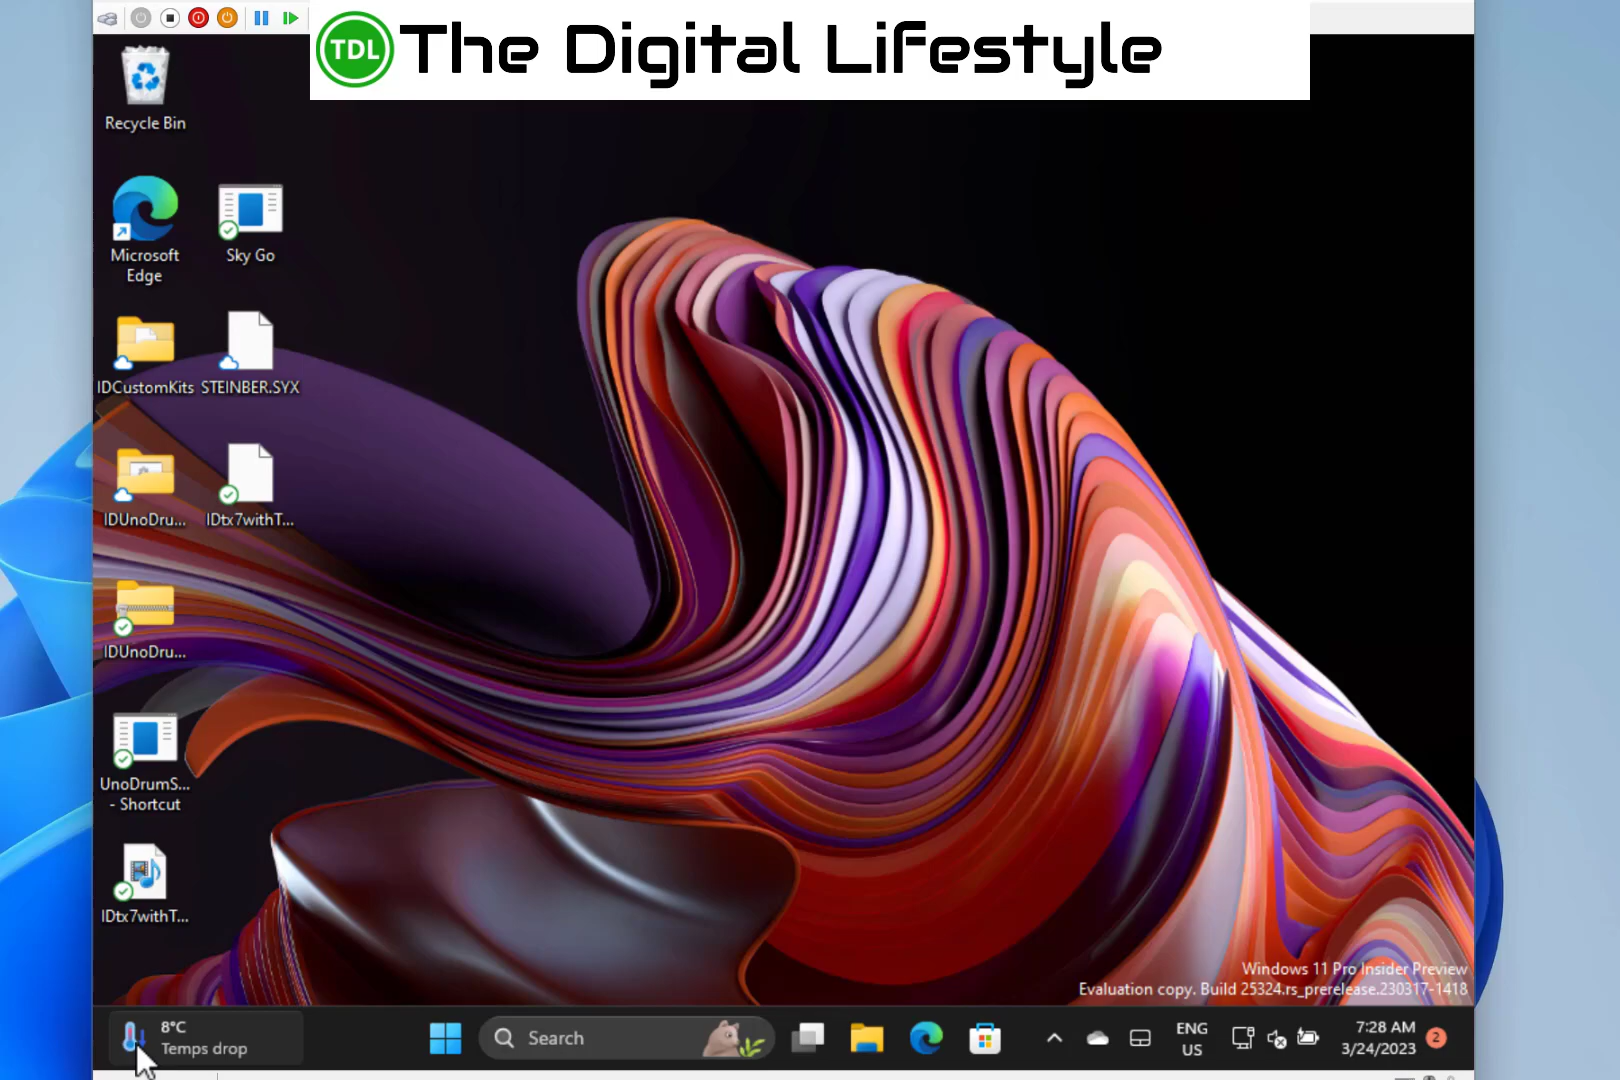 TDL The Digital Lifestyle
Recycle Bin
Microsoft
Edge
Sky Go
IDCustomKits
STEINBER.SYX
IDUnoDru...
IDtx7withT...
IDUnoDru...
UnoDrumS...
- Shortcut
IDtx7withT...
Windows 11 Pro Insider Preview
Evaluation copy. Build 25324.rs_prerelease.230317-1418
8°C
Temps drop
Search
ENG
US
7:28 AM
3/24/2023
2